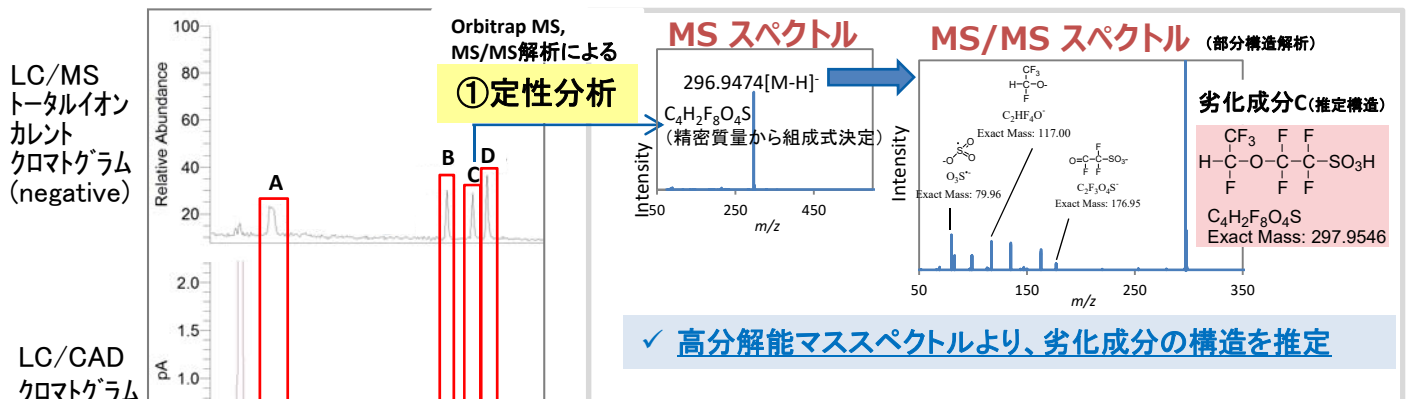 LC/MS
トータルイオン
カレント
クロマトグラム
(negative)
Relative Abundance
100
80
60
40
20
A
B
C
D
Orbitrap MS,
MS/MS解析による
①定性分析
MS スペクトル
296.9474[M-H]-
C4H2F8O4S
(精密質量から組成式決定)
Intensity
50
250
450
m/z
MS/MS スペクトル (部分構造解析)
CF3
H-C-O-
F
C2HF4O-
Exact Mass: 117.00
O
-O S O
O3S•-
Exact Mass: 79.96
F
O=C-C-SO3-
F F
C2F3O4S-
Exact Mass: 176.95
Intensity
50
150
250
350
m/z
劣化成分C(推定構造)
CF3 F F
H-C-O-C-C-SO3H
F F F
C4H2F8O4S
Exact Mass: 297.9546
✓ 高分解能マススペクトルより、劣化成分の構造を推定
LC/CAD
クロマトグラム
pA
2.0
1.5
1.0